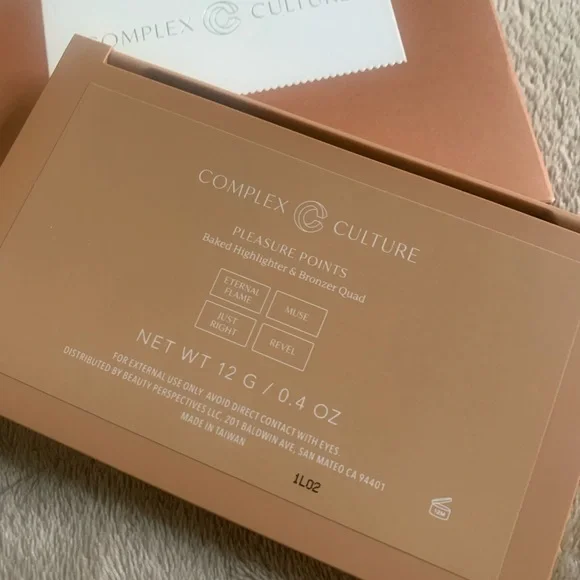 COMPLEX CULTURE
COMPLEX CULTURE
PLEASURE POINTS
Baked Highlighter & Bronzer Quad
ETERNAL
FLAME
MUSE
JUST
RIGHT
REVEL
NET WT 12 G / 0.4 OZ
FOR EXTERNAL USE ONLY. AVOID DIRECT CONTACT WITH EYES.
DISTRIBUTED BY BEAUTY PERSPECTIVES LLC. 201 BALDWIN AVE, SAN MATEO CA 94401
MADE IN TAIWAN
1L02